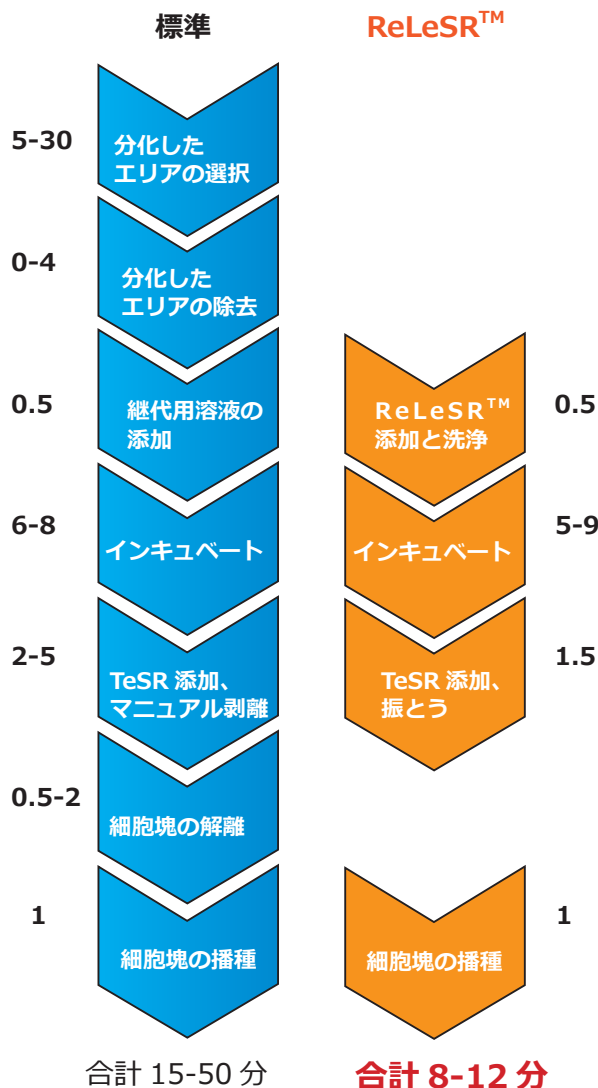 標準
ReLeSR™
5-30
分化した
エリアの選択
0-4
分化した
エリアの除去
0.5
継代用溶液の
添加
ReLeSR™
添加と洗浄
0.5
6-8
インキュベート
インキュベート
5-9
2-5
TeSR 添加、
マニュアル剥離
TeSR 添加、
振とう
1.5
0.5-2
細胞塊の解離
1
細胞塊の播種
細胞塊の播種
1
合計 15-50 分
合計 8-12 分